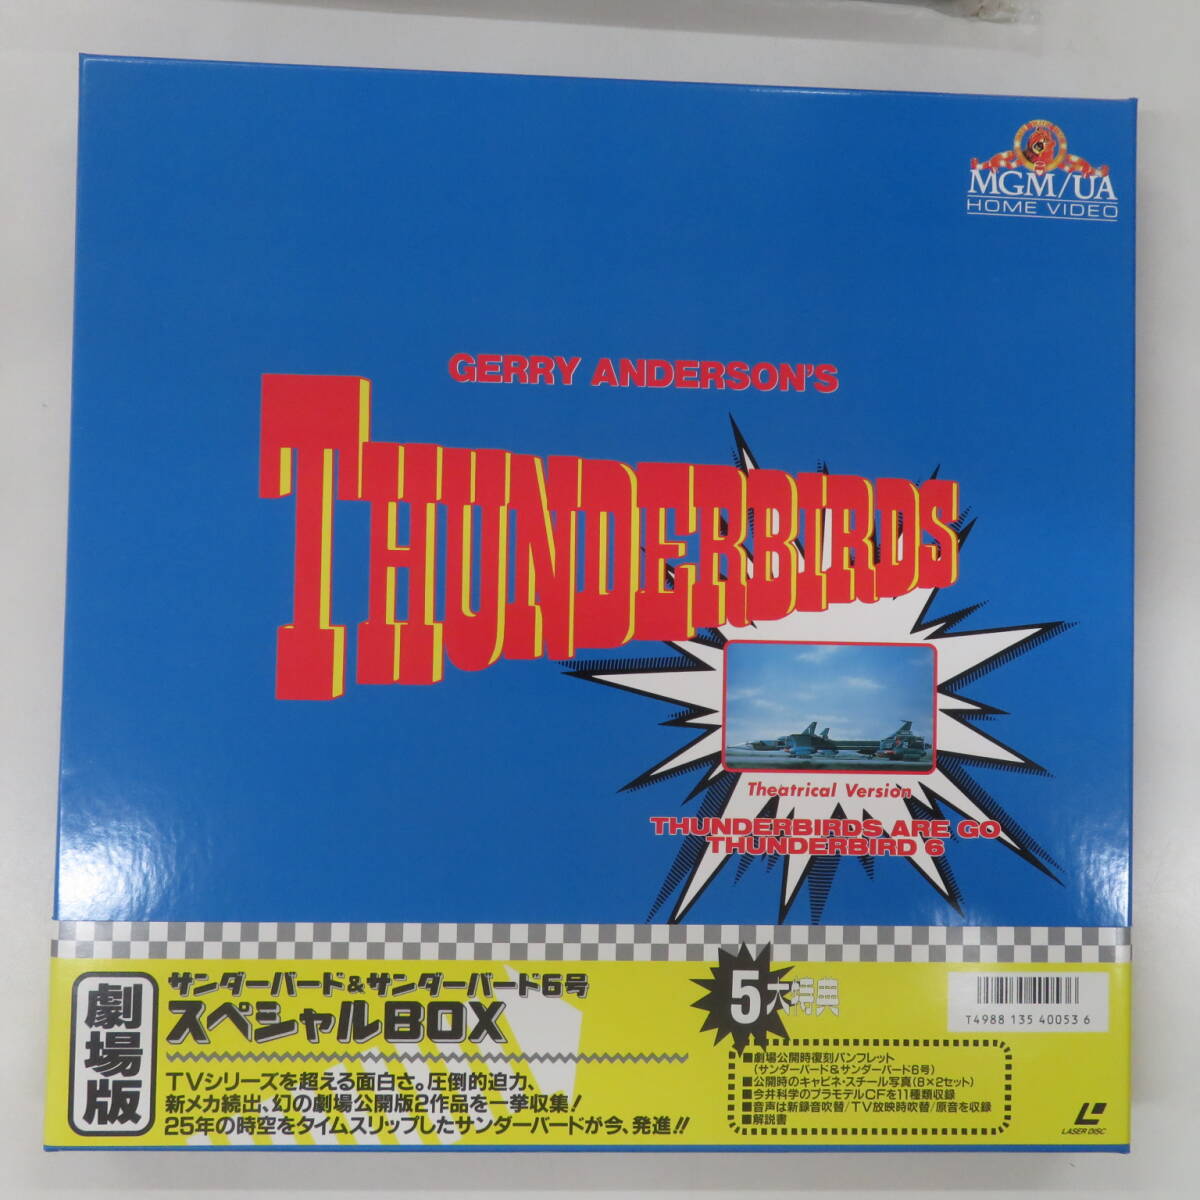 MGM/UA
HOME VIDEO
GERRY ANDERSON'S
THUNDERBIRDS
Theatrical Version
THUNDERBIRDS ARE GO
THUNDERBIRD 6
劇場版
サンダーバード&サンダーバード6号
スペシャルBOX
TVシリーズを超える面白さ。圧倒的迫力、
新メカ続出、幻の劇場公開版2作品を一挙収集!
25年の時空をタイムスリップしたサンダーバードが今、発進!!
5大特典
■劇場公開時復刻パンフレット
(サンダーバード&サンダーバード6号)
■公開時のキャビネ・スチール写真(8×2セット)
■今井科学のプラモデルCFを11種類収録
■音声は新録音吹替/TV放映時吹替/原音を収録
■解説書
T4988 135 40053 6
LASER DISC